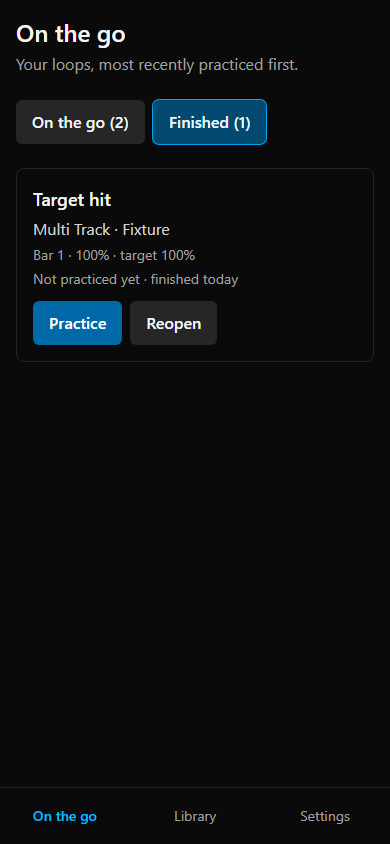 On the go
Your loops, most recently practiced first.
On the go (2)
Finished (1)
Target hit
Multi Track · Fixture
Bar 1 · 100% · target 100%
Not practiced yet · finished today
Practice
Reopen
On the go
Library
Settings